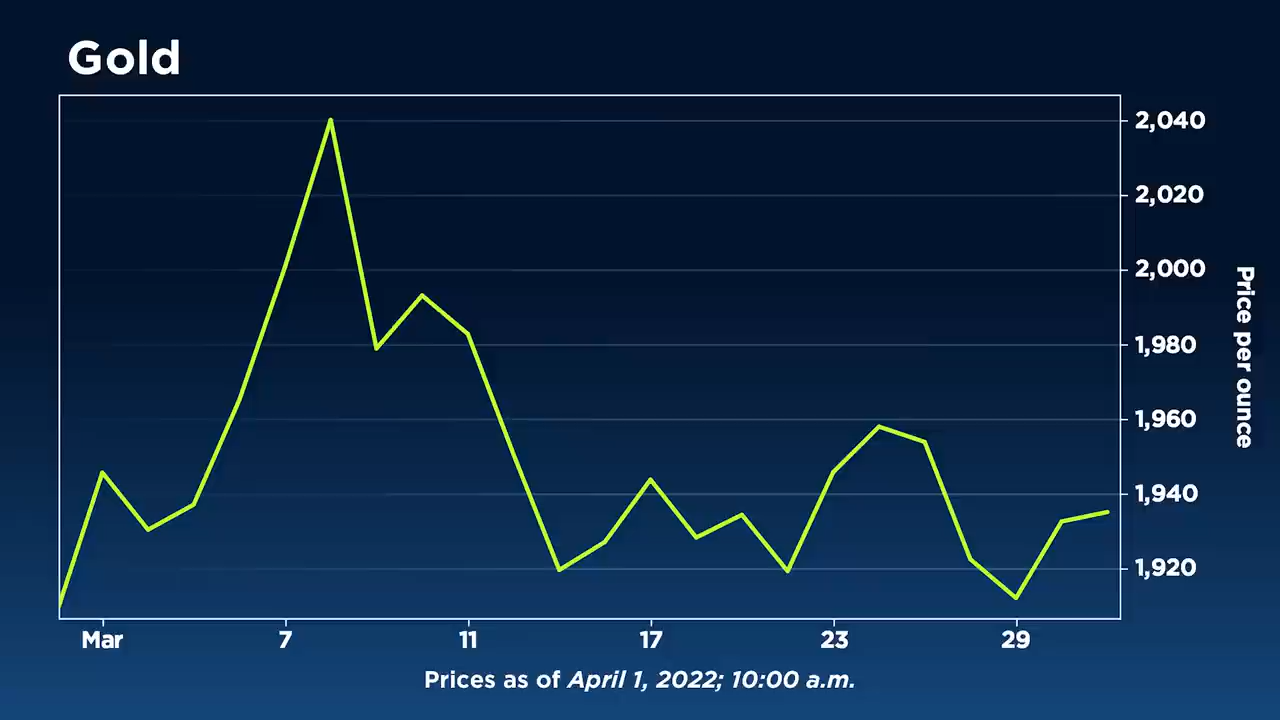 Gold
2,040
2,020
2,000
1,980
1,960
1,940
1,920
Price per ounce
Mar 7 11 17 23 29
Prices as of April 1, 2022; 10:00 a.m.